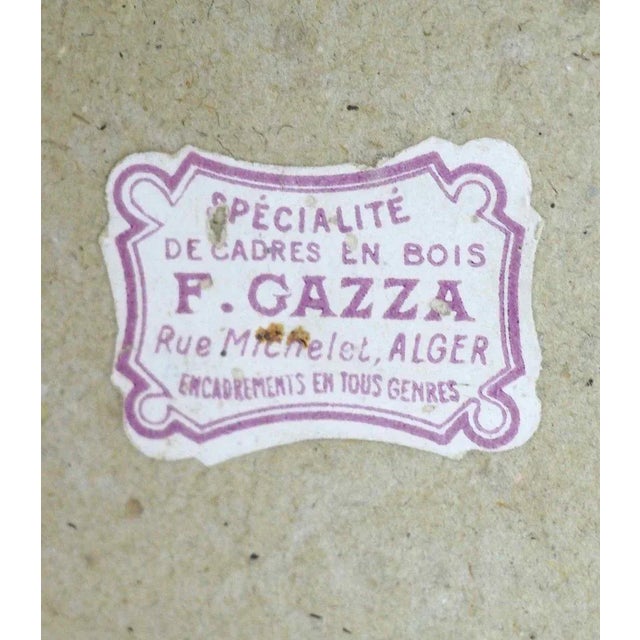 SPÉCIALITÉ
DE CADRES EN BOIS
F. GAZZA
Rue Michelet, ALGER
ENCADREMENTS EN TOUS GENRES